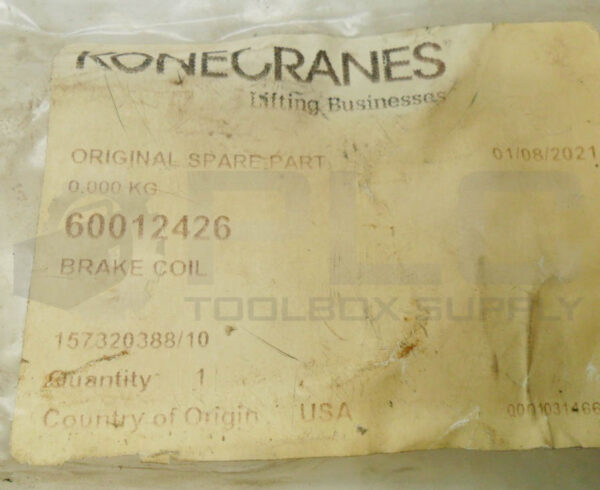 KONECRANES
Lifting Businesses
ORIGINAL SPARE PART 01/08/2021
0.000 KG
60012426
BRAKE COIL
PLC
TOOLBOX SUPPLY
157320388/10
Quantity 1
Country of Origin USA 0001031466